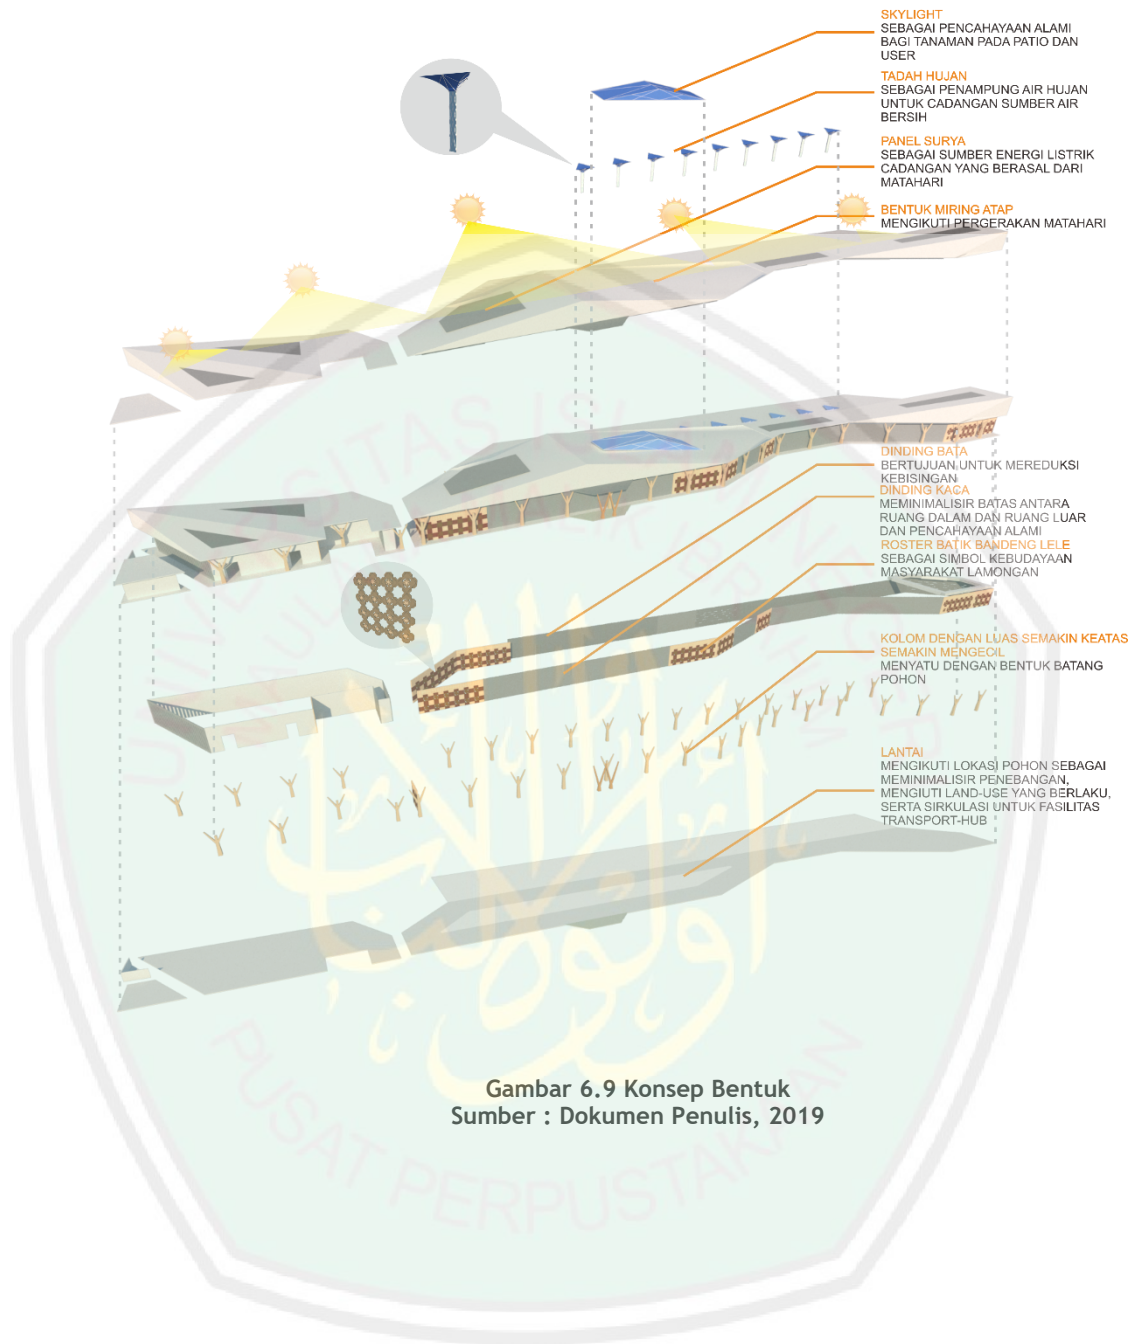 SKYLIGHT
SEBAGAI PENCAHAYAAN ALAMI
BAGI TANAMAN PADA PATIO DAN
USER
TADAH HUJAN
SEBAGAI PENAMPUNG AIR HUJAN
UNTUK CADANGAN SUMBER AIR
BERSIH
PANEL SURYA
SEBAGAI SUMBER ENERGI LISTRIK
CADANGAN YANG BERASAL DARI
MATAHARI
BENTUK MIRING ATAP
MENGIKUTI PERGERAKAN MATAHARI
DINDING BATA
BERTUJUAN UNTUK MEREDUKSI
KEBISINGAN
DINDING KACA
MEMINIMALISIR BATAS ANTARA
RUANG DALAM DAN RUANG LUAR
DAN PENCAHAYAAN ALAMI
ROSTER BATIK BANDENG LELE
SEBAGAI SIMBOL KEBUDAYAAN
MASYARAKAT LAMONGAN
KOLOM DENGAN LUAS SEMAKIN KEATAS
SEMAKIN MENGECIL
MENYATU DENGAN BENTUK BATANG
POHON
LANTAI
MENGIKUTI LOKASI POHON SEBAGAI
MEMINIMALISIR PENEBANGAN,
MENGIUTI LAND-USE YANG BERLAKU,
SERTA SIRKULASI UNTUK FASILITAS
TRANSPORT-HUB
Gambar 6.9 Konsep Bentuk
Sumber : Dokumen Penulis, 2019
PUSAT PERPUSTAKAAN